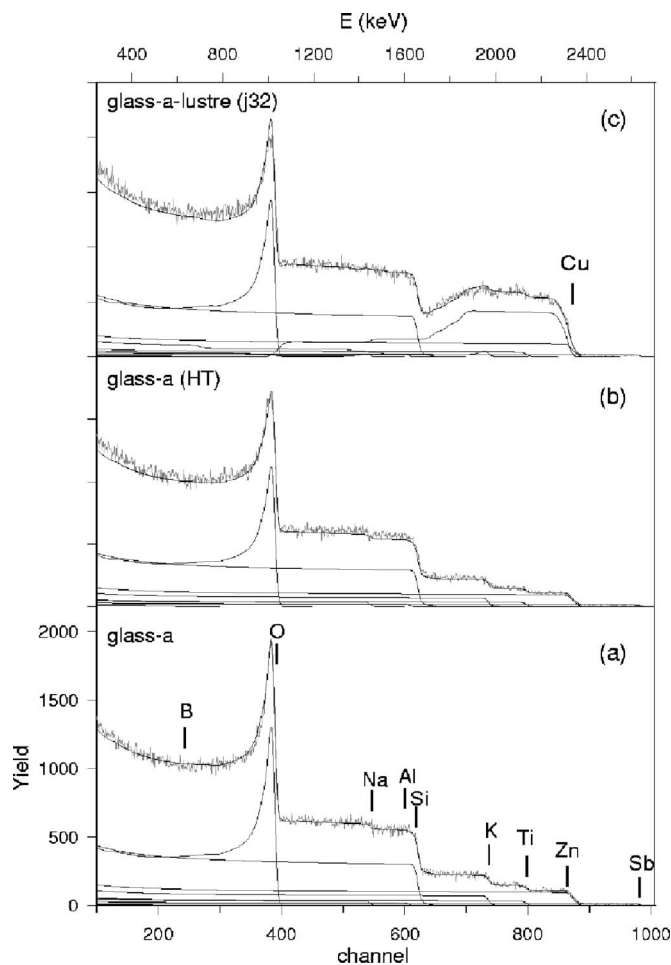 E (keV)
400 800 1200 1600 2000 2400
glass-a-lustre (j32) (c)
Cu
glass-a (HT) (b)
2000 glass-a O (a)
1500
B
1000
Na Al
Si
500
K Ti Zn Sb
0
Yield
200 400 600 800 1000
channel